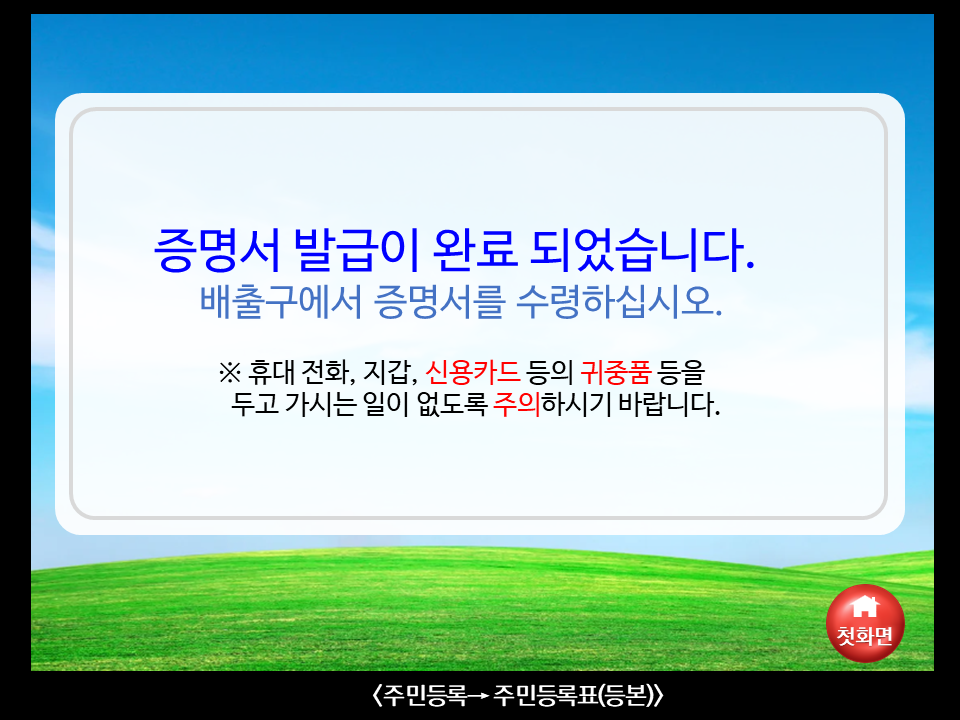 증명서 발급이 완료 되었습니다.
배출구에서 증명서를 수령하십시오.
※ 휴대 전화, 지갑, 신용카드 등의 귀중품 등을
두고 가시는 일이 없도록 주의하시기 바랍니다.
첫화면
<주민등록→ 주민등록표(등본)>